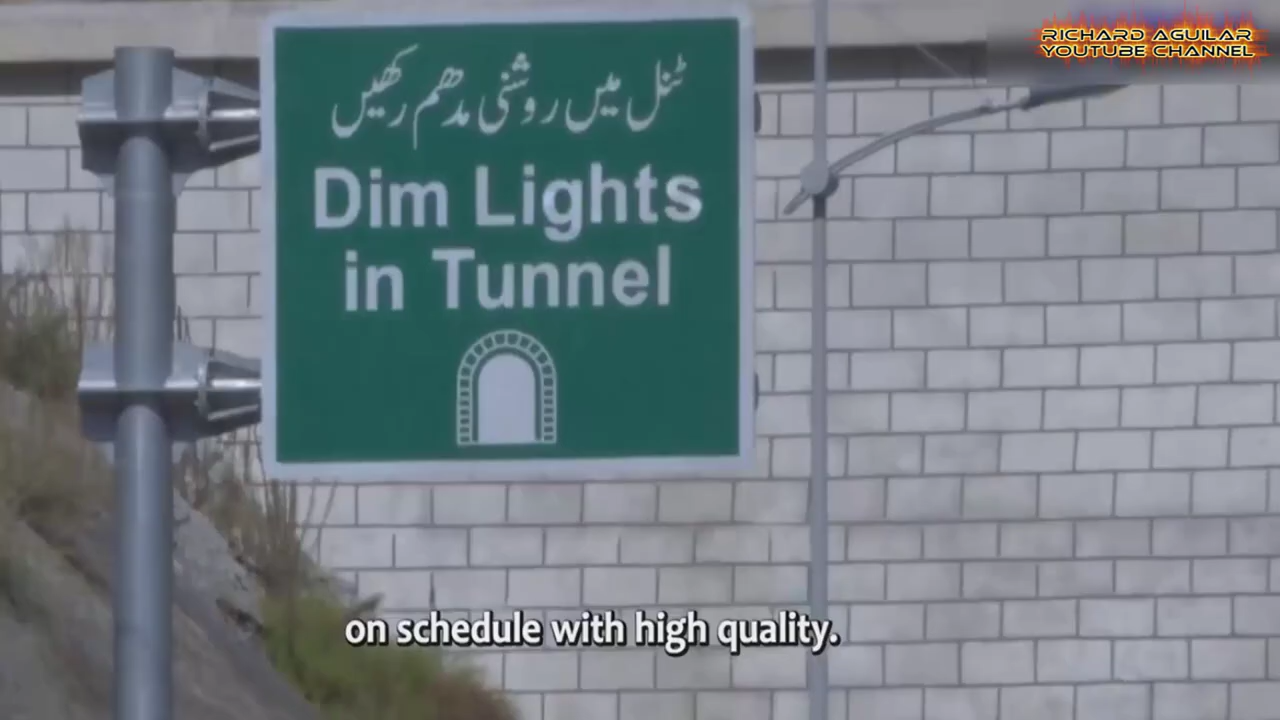 RICHARD AGUILAR
YOUTUBE CHANNEL
ٹنل میں روشنی مدھم رکھیں
Dim Lights
in Tunnel
on schedule with high quality.